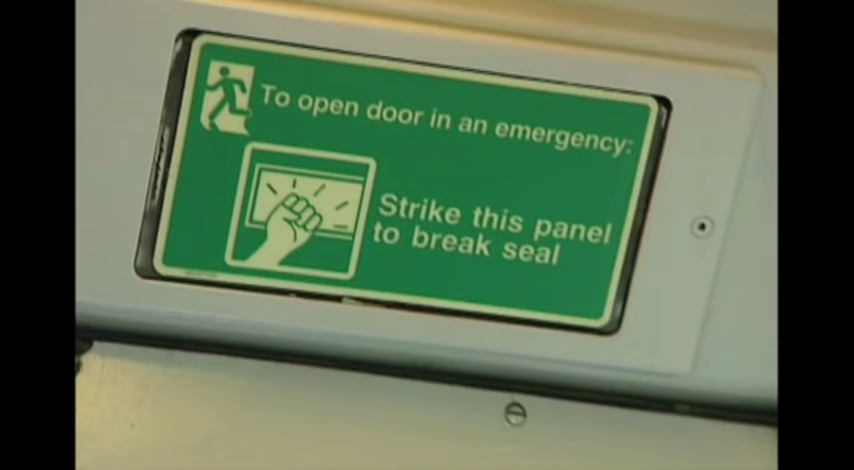 To open door in an emergency:
Strike this panel
to break seal